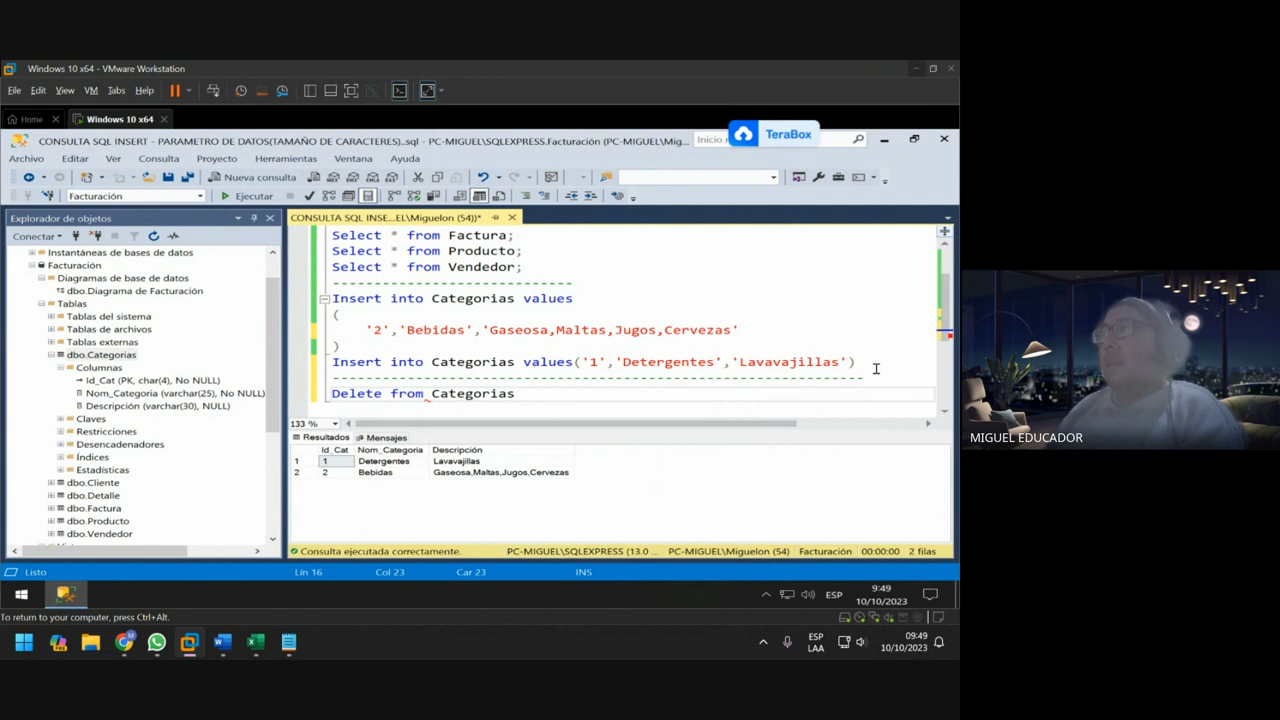 Windows 10 x64 - VMware Workstation
File Edit View VM Tabs Help
Home Windows 10 x64
CONSULTA SQL INSERT - PARAMETRO DE DATOS(TAMAÑO DE CARACTERES)...sql - PC-MIGUEL\SQLEXPRESS.Facturación (PC-MIGUEL\Mig...
Inicio
TeraBox
Archivo Editar Ver Consulta Proyecto Herramientas Ventana Ayuda
Nueva consulta
Facturación Ejecutar
Explorador de objetos
CONSULTA SQL INSE...EL\Miguelon (54))*
Conectar
Instantáneas de bases de datos
Facturación
Diagramas de base de datos
dbo.Diagrama de Facturación
Tablas
Tablas del sistema
Tablas de archivos
Tablas externas
dbo.Categorias
Columnas
Id_Cat (PK, char(4), No NULL)
Nom_Categoria (varchar(25), No NULL)
Descripción (varchar(30), NULL)
Claves
Restricciones
Desencadenadores
Índices
Estadísticas
dbo.Cliente
dbo.Detalle
dbo.Factura
dbo.Producto
dbo.Vendedor
Select * from Factura;
Select * from Producto;
Select * from Vendedor;
------------------------------
Insert into Categorias values
(
'2','Bebidas','Gaseosa,Maltas,Jugos,Cervezas'
)
Insert into Categorias values('1','Detergentes','Lavavajillas')
------------------------------------------------------------------
Delete from Categorias
133 %
Resultados Mensajes
Id_Cat Nom_Categoria Descripción
1 1 Detergentes Lavavajillas
2 2 Bebidas Gaseosa,Maltas,Jugos,Cervezas
Consulta ejecutada correctamente. PC-MIGUEL\SQLEXPRESS (13.0 ... PC-MIGUEL\Miguelon (54) Facturación 00:00:00 2 filas
Listo Lín 16 Col 23 Car 23 INS
ESP
9:49
10/10/2023
To return to your computer, press Ctrl+Alt.
ESP
LAA
09:49
10/10/2023
MIGUEL EDUCADOR